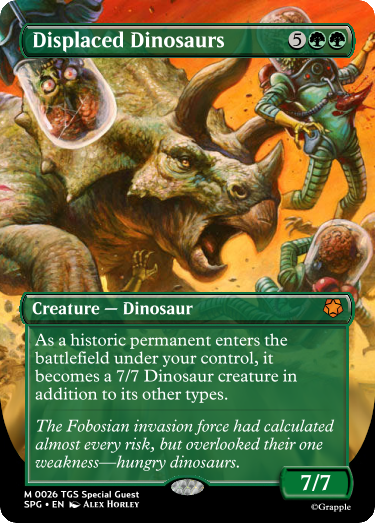 Displaced Dinosaurs 5
Creature — Dinosaur
As a historic permanent enters the
battlefield under your control, it
becomes a 7/7 Dinosaur creature in
addition to its other types.
The Fobosian invasion force had calculated
almost every risk, but overlooked their one
weakness—hungry dinosaurs.
7/7
M 0026 TGS Special Guest
SPG • EN Alex Horley
©Grapple